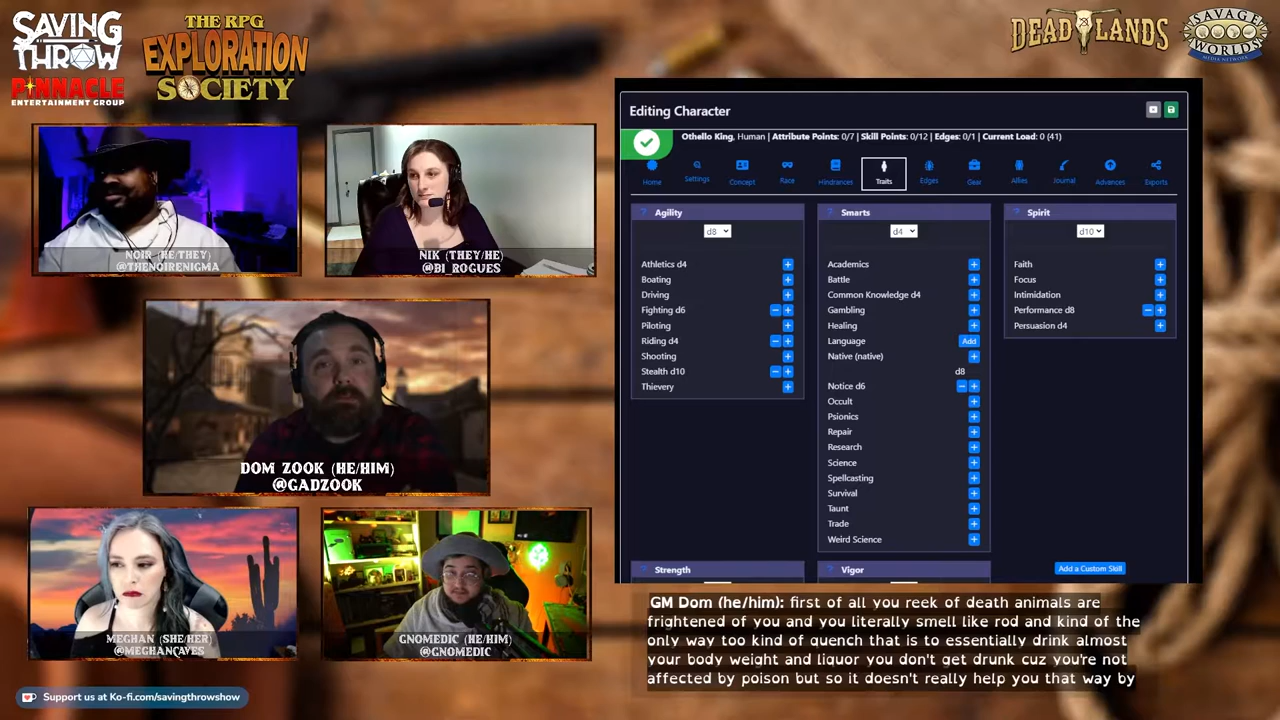 SAVING
THROW
PINNACLE
ENTERTAINMENT GROUP
THE RPG
EXPLORATION
SOCIETY
DEADLANDS
SAVAGE
WORLDS
MEDIA NETWORK
NOIR (HE/THEY)
@THENOIRENIGMA
NIK (THEY/HE)
@BI_ROGUES
DOM ZOOK (HE/HIM)
@GADZOOK
MEGHAN (SHE/HER)
@MEGHANCAVES
GNOMEDIC (HE/HIM)
@GNOMEDIC
Support us at Ko-fi.com/savingthrowshow
Editing Character
Othello King, Human | Attribute Points: 0/7 | Skill Points: 0/12 | Edges: 0/1 | Current Load: 0 (41)
Home Settings Concept Race Hindrances Traits Edges Gear Allies Journal Advances Exports
? Agility
d8
Athletics d4 +
Boating +
Driving +
Fighting d6 − +
Piloting +
Riding d4 − +
Shooting +
Stealth d10 − +
Thievery +
? Smarts
d4
Academics +
Battle +
Common Knowledge d4 +
Gambling +
Healing +
Language Add
Native (native) +
d8
Notice d6 − +
Occult +
Psionics +
Repair +
Research +
Science +
Spellcasting +
Survival +
Taunt +
Trade +
Weird Science +
? Spirit
d10
Faith +
Focus +
Intimidation +
Performance d8 − +
Persuasion d4 +
? Strength
? Vigor
Add a Custom Skill
GM Dom (he/him): first of all you reek of death animals are
frightened of you and you literally smell like rod and kind of the
only way too kind of quench that is to essentially drink almost
your body weight and liquor you don't get drunk cuz you're not
affected by poison but so it doesn't really help you that way by